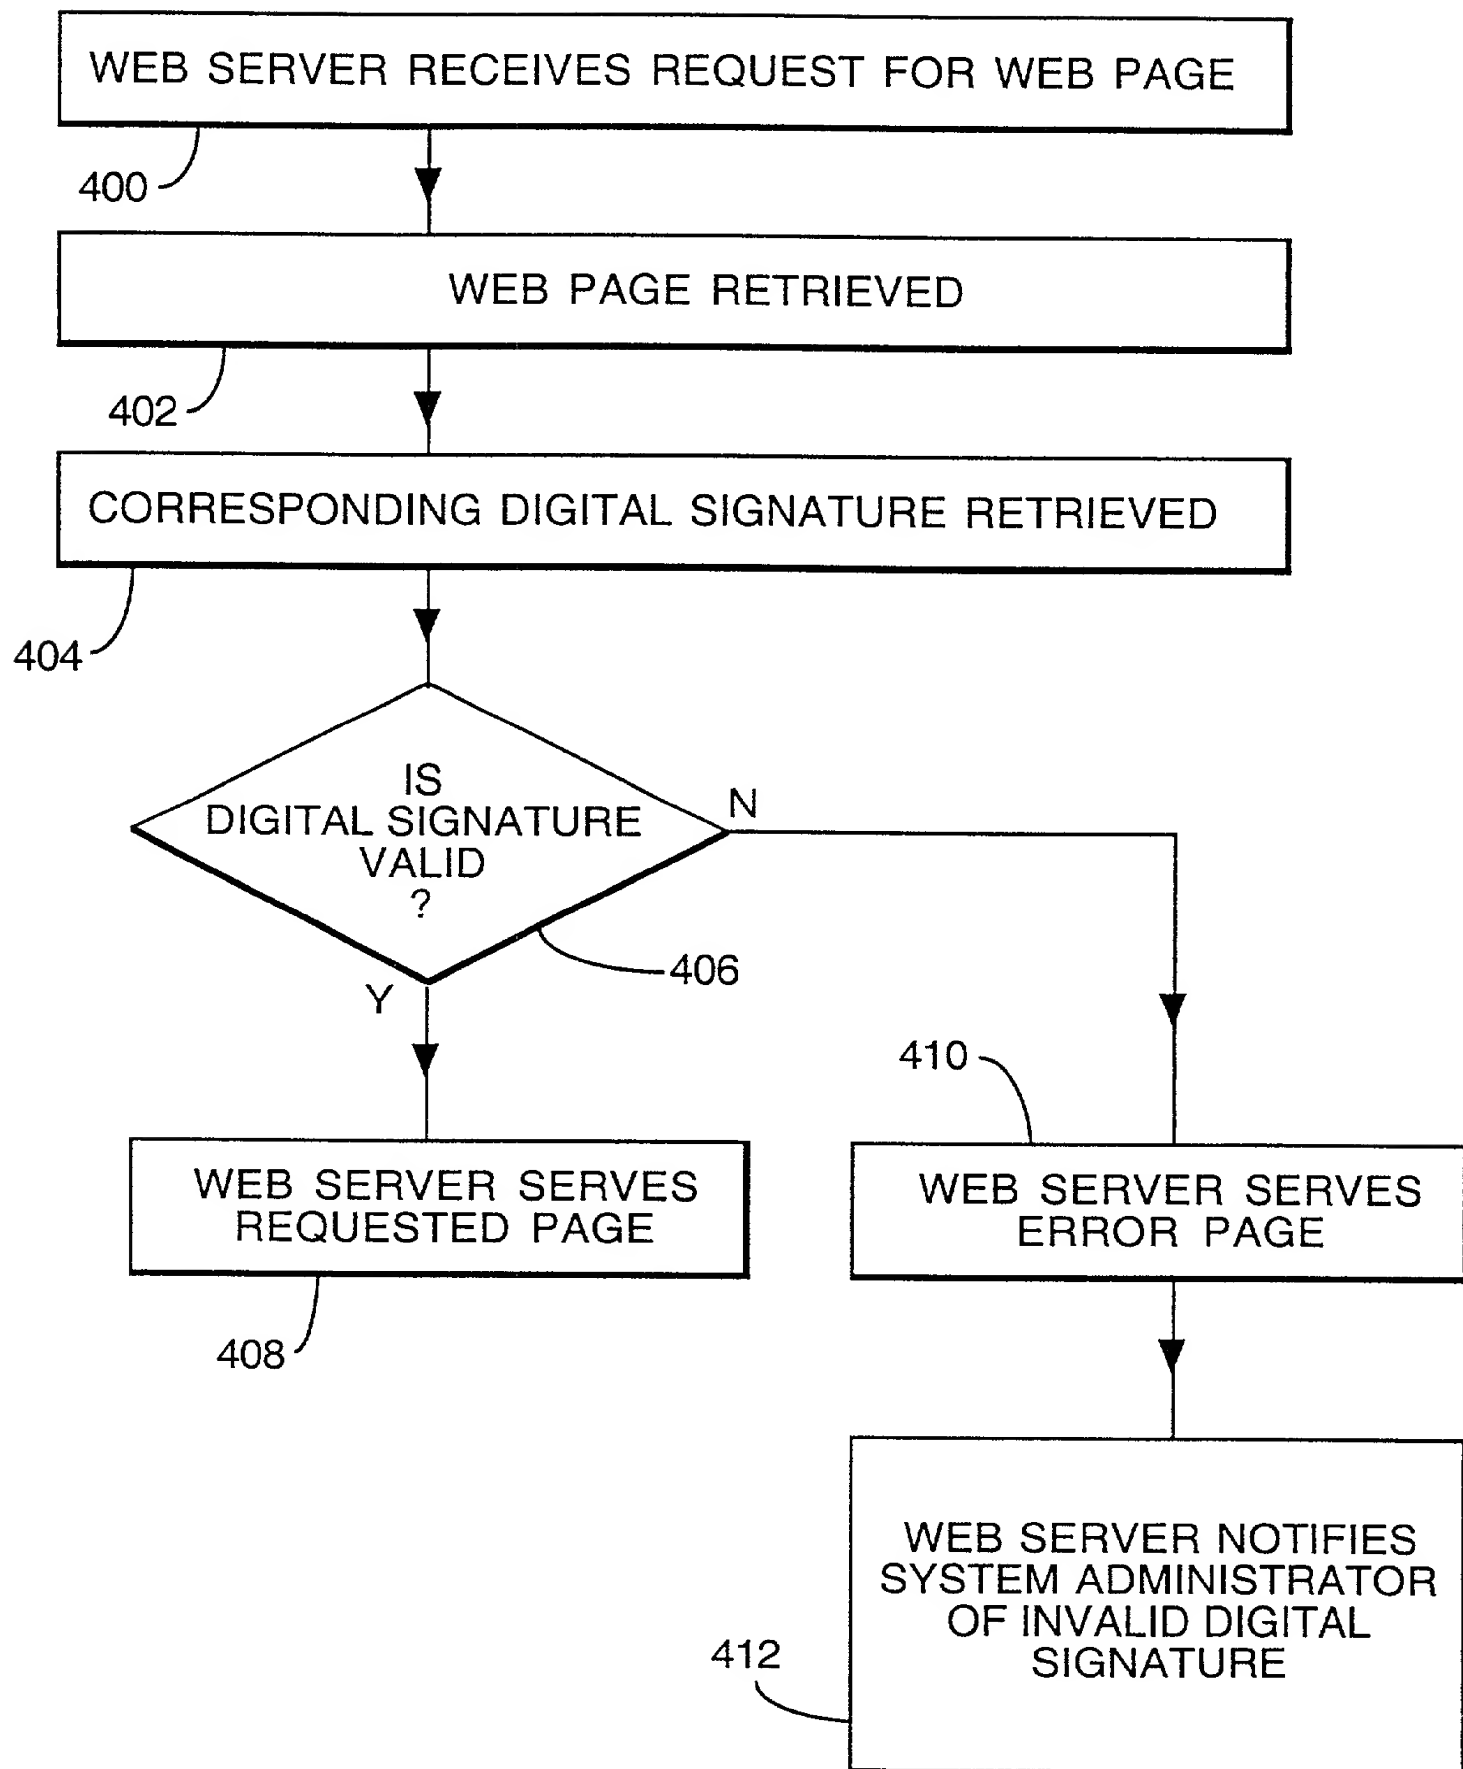 WEB SERVER RECEIVES REQUEST FOR WEB PAGE
400
WEB PAGE RETRIEVED
402
CORRESPONDING DIGITAL SIGNATURE RETRIEVED
404
IS
DIGITAL SIGNATURE
VALID
?
N
406
Y
410
WEB SERVER SERVES
REQUESTED PAGE
408
WEB SERVER SERVES
ERROR PAGE
WEB SERVER NOTIFIES
SYSTEM ADMINISTRATOR
OF INVALID DIGITAL
SIGNATURE
412